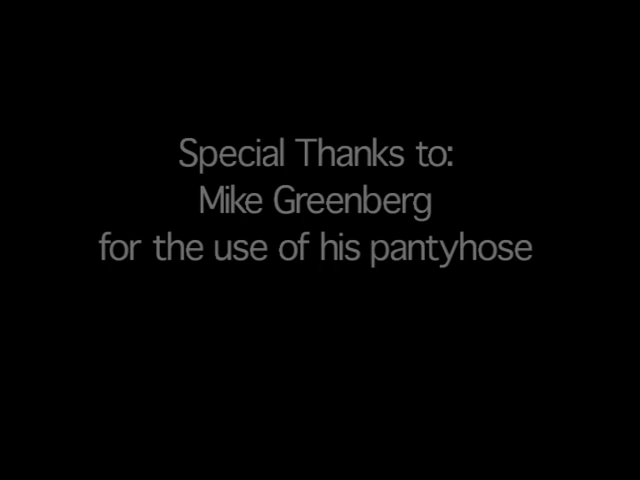 Special Thanks to:
Mike Greenberg
for the use of his pantyhose